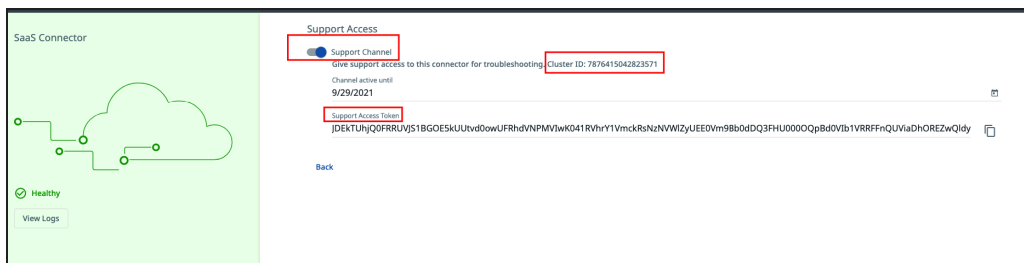 SaaS Connector
Healthy
View Logs
Support Access
Support Channel
Give support access to this connector for troubleshooting. Cluster ID: 7876415042823571
Channel active until
9/29/2021
Support Access Token
Back